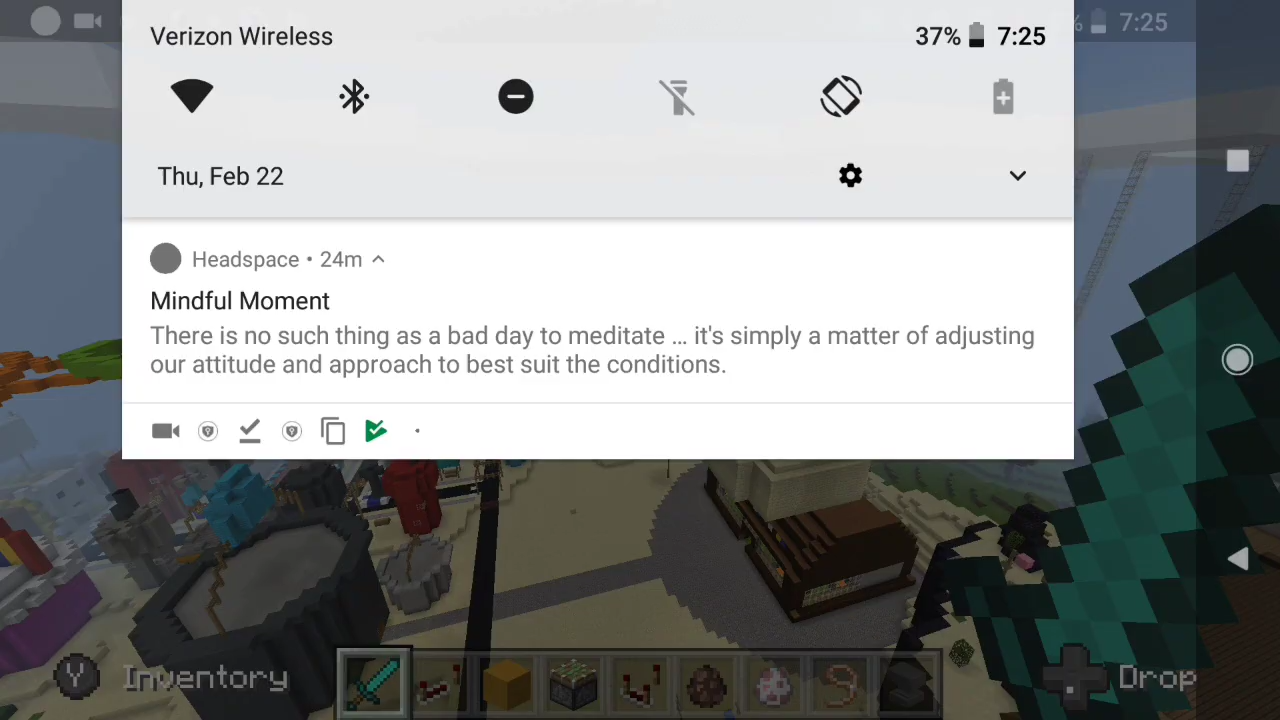 Verizon Wireless
37% 7:25
% 7:25
Thu, Feb 22
Headspace • 24m
Mindful Moment
There is no such thing as a bad day to meditate ... it's simply a matter of adjusting
our attitude and approach to best suit the conditions.
Y Inventory
Drop